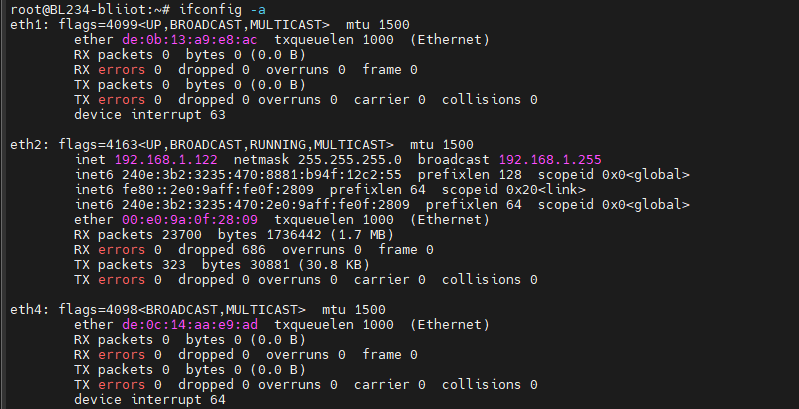 root@BL234-bliiot:~# ifconfig -a
eth1: flags=4099<UP,BROADCAST,MULTICAST>  mtu 1500
        ether de:0b:13:a9:e8:ac  txqueuelen 1000  (Ethernet)
        RX packets 0  bytes 0 (0.0 B)
        RX errors 0  dropped 0  overruns 0  frame 0
        TX packets 0  bytes 0 (0.0 B)
        TX errors 0  dropped 0 overruns 0  carrier 0  collisions 0
        device interrupt 63

eth2: flags=4163<UP,BROADCAST,RUNNING,MULTICAST>  mtu 1500
        inet 192.168.1.122  netmask 255.255.255.0  broadcast 192.168.1.255
        inet6 240e:3b2:3235:470:8881:b94f:12c2:55  prefixlen 128  scopeid 0x0<global>
        inet6 fe80::2e0:9aff:fe0f:2809  prefixlen 64  scopeid 0x20<link>
        inet6 240e:3b2:3235:470:2e0:9aff:fe0f:2809  prefixlen 64  scopeid 0x0<global>
        ether 00:e0:9a:0f:28:09  txqueuelen 1000  (Ethernet)
        RX packets 23700  bytes 1736442 (1.7 MB)
        RX errors 0  dropped 686  overruns 0  frame 0
        TX packets 323  bytes 30881 (30.8 KB)
        TX errors 0  dropped 0 overruns 0  carrier 0  collisions 0

eth4: flags=4098<BROADCAST,MULTICAST>  mtu 1500
        ether de:0c:14:aa:e9:ad  txqueuelen 1000  (Ethernet)
        RX packets 0  bytes 0 (0.0 B)
        RX errors 0  dropped 0  overruns 0  frame 0
        TX packets 0  bytes 0 (0.0 B)
        TX errors 0  dropped 0 overruns 0  carrier 0  collisions 0
        device interrupt 64